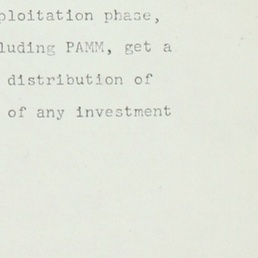 ploitation phase,
luding PAMM, get a
distribution of
of any investment